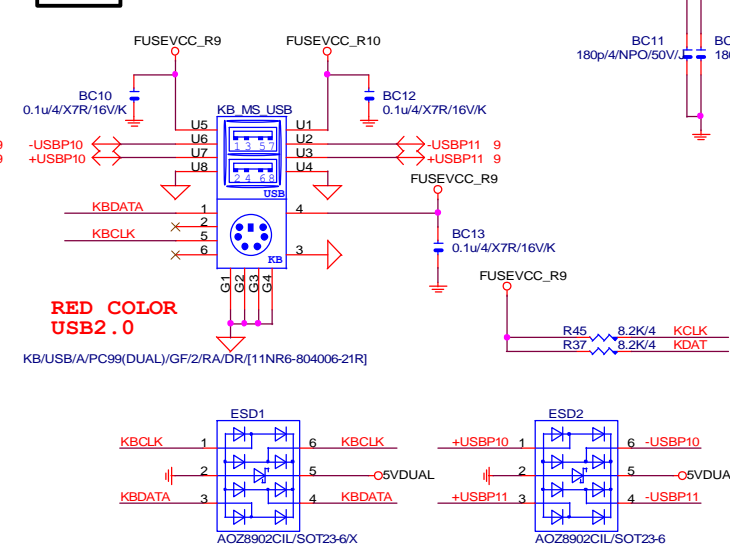 FUSEVCC_R9
FUSEVCC_R10
BC11
180p/4/NPO/50V/J
BC
180
BC10
0.1u/4/X7R/16V/K
BC12
0.1u/4/X7R/16V/K
KB_MS_USB
U5
U1
9 -USBP10
U6
U2
-USBP11 9
9 +USBP10
U7
U3
+USBP11 9
U8
U4
1 3 5 7
2 4 6 8
USB
FUSEVCC_R9
KBDATA
1
4
2
KBCLK
5
6
3
KB
BC13
0.1u/4/X7R/16V/K
G1
G2
G3
G4
FUSEVCC_R9
RED COLOR
USB2.0
R45 8.2K/4 KCLK
R37 8.2K/4 KDAT
KB/USB/A/PC99(DUAL)/GF/2/RA/DR/[11NR6-804006-21R]
ESD1
KBCLK 1 6 KBCLK
2 5 5VDUAL
KBDATA 3 4 KBDATA
AOZ8902CIL/SOT23-6/X
ESD2
+USBP10 1 6 -USBP10
2 5 5VDUA
+USBP11 3 4 -USBP11
AOZ8902CIL/SOT23-6